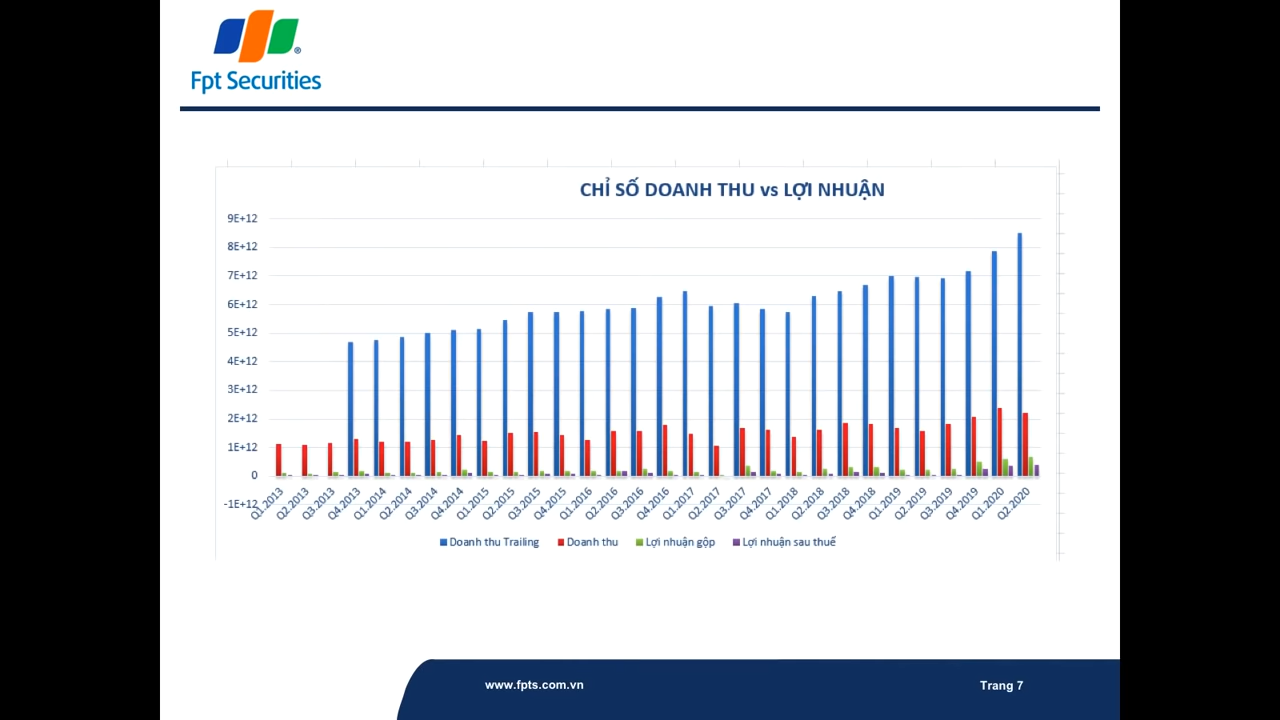 Fpt Securities
CHỈ SỐ DOANH THU vs LỢI NHUẬN
9E+12
8E+12
7E+12
6E+12
5E+12
4E+12
3E+12
2E+12
1E+12
0
-1E+12
Q1.2013 Q2.2013 Q3.2013 Q4.2013 Q1.2014 Q2.2014 Q3.2014 Q4.2014 Q1.2015 Q2.2015 Q3.2015 Q4.2015 Q1.2016 Q2.2016 Q3.2016 Q4.2016 Q1.2017 Q2.2017 Q3.2017 Q4.2017 Q1.2018 Q2.2018 Q3.2018 Q4.2018 Q1.2019 Q2.2019 Q3.2019 Q4.2019 Q1.2020 Q2.2020
Doanh thu Trailing Doanh thu Lợi nhuận gộp Lợi nhuận sau thuế
www.fpts.com.vn Trang 7